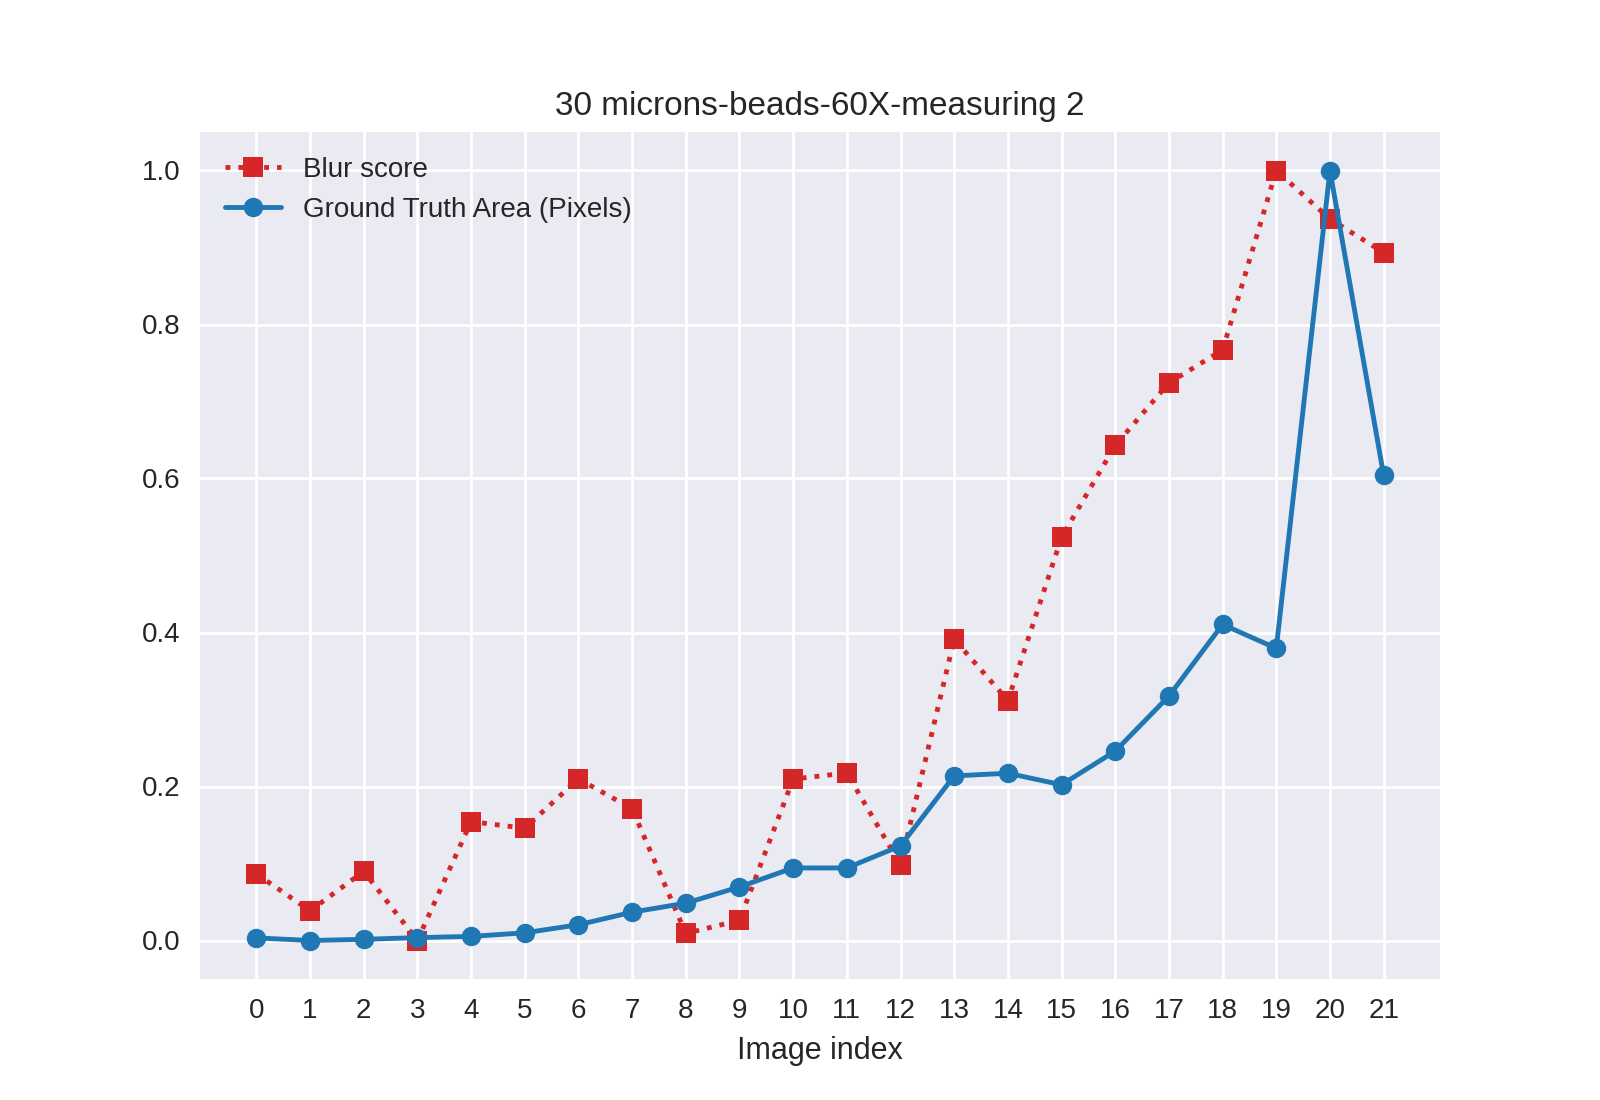 30 microns-beads-60X-measuring 2
Blur score
Ground Truth Area (Pixels)
1.0
0.8
0.6
0.4
0.2
0.0
0 1 2 3 4 5 6 7 8 9 10 11 12 13 14 15 16 17 18 19 20 21
Image index